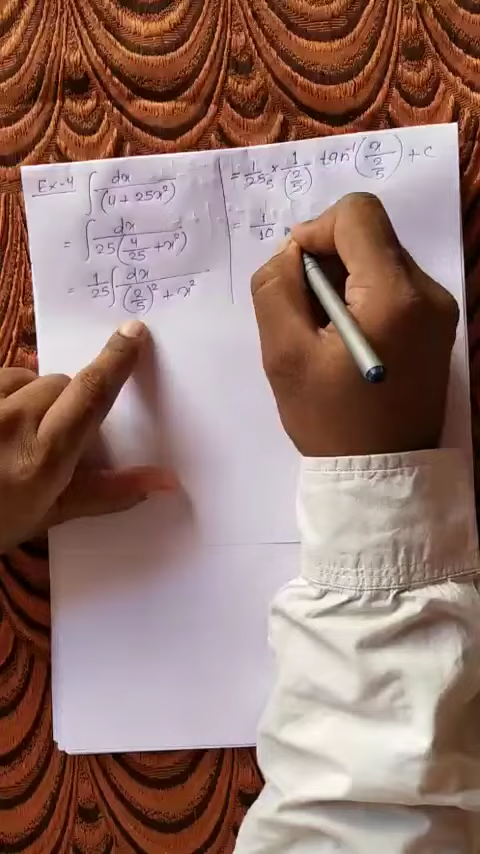 Ex-4 ∫ dx/(4+25x²)
= ∫ dx/25(4/25+x²)
= 1/25 ∫ dx/(2/5)²+x²
= 1/25 5 × 1/(2/5) tan⁻¹(x/2/5)+c
= 1/10